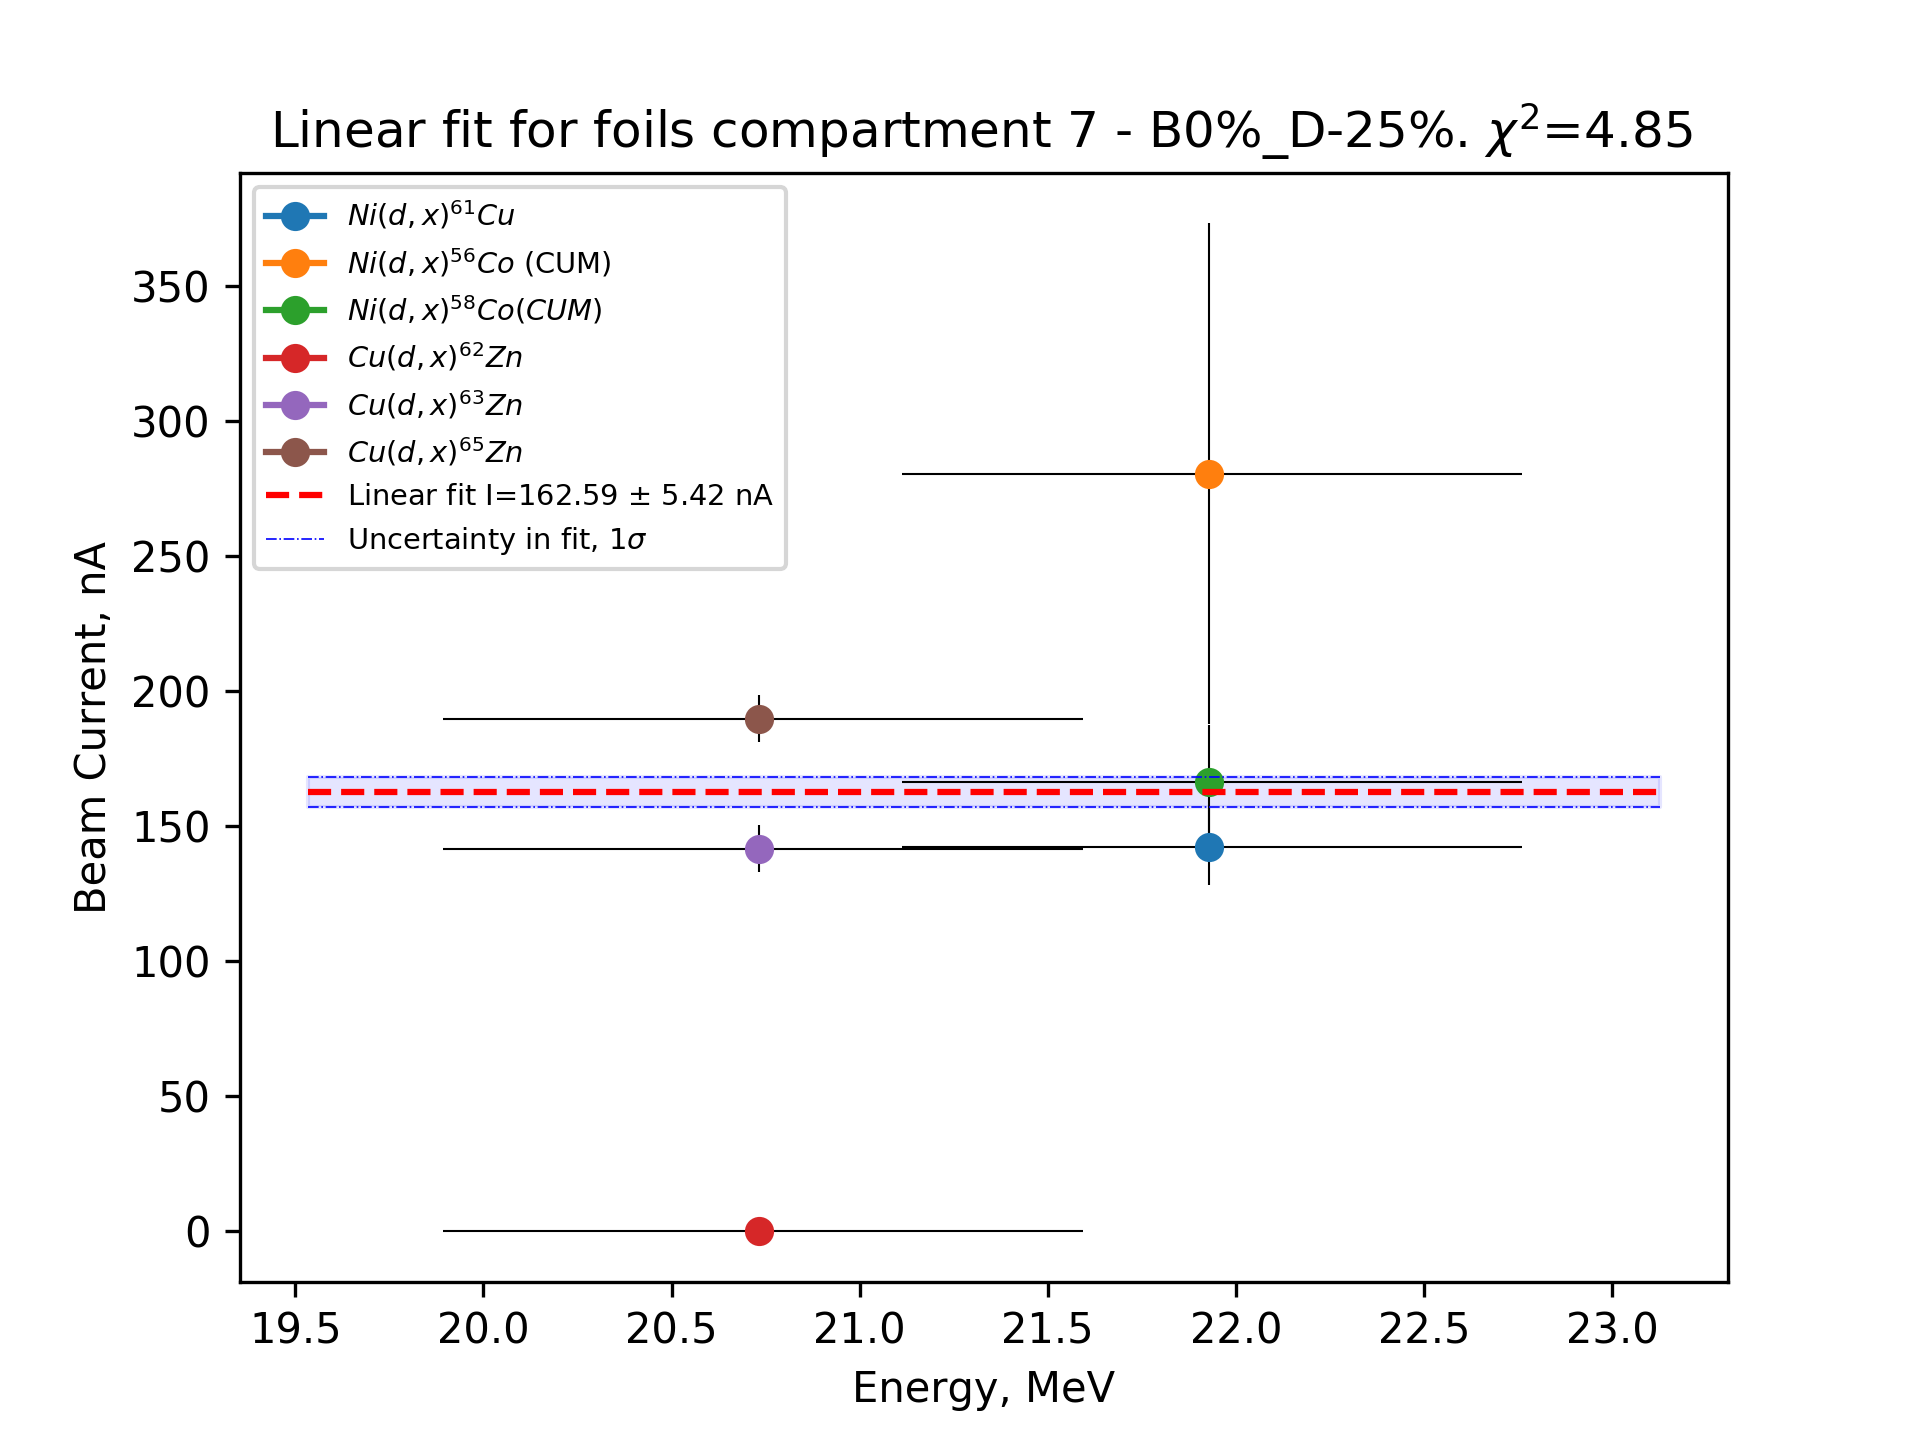 Linear fit for foils compartment 7 - B0%_D-25%. χ²=4.85
Ni(d,x)⁶¹Cu
Ni(d,x)⁵⁶Co (CUM)
Ni(d,x)⁵⁸Co(CUM)
Cu(d,x)⁶²Zn
Cu(d,x)⁶³Zn
Cu(d,x)⁶⁵Zn
Linear fit I=162.59 ± 5.42 nA
Uncertainty in fit, 1σ
Beam Current, nA
350
300
250
200
150
100
50
0
19.5 20.0 20.5 21.0 21.5 22.0 22.5 23.0
Energy, MeV